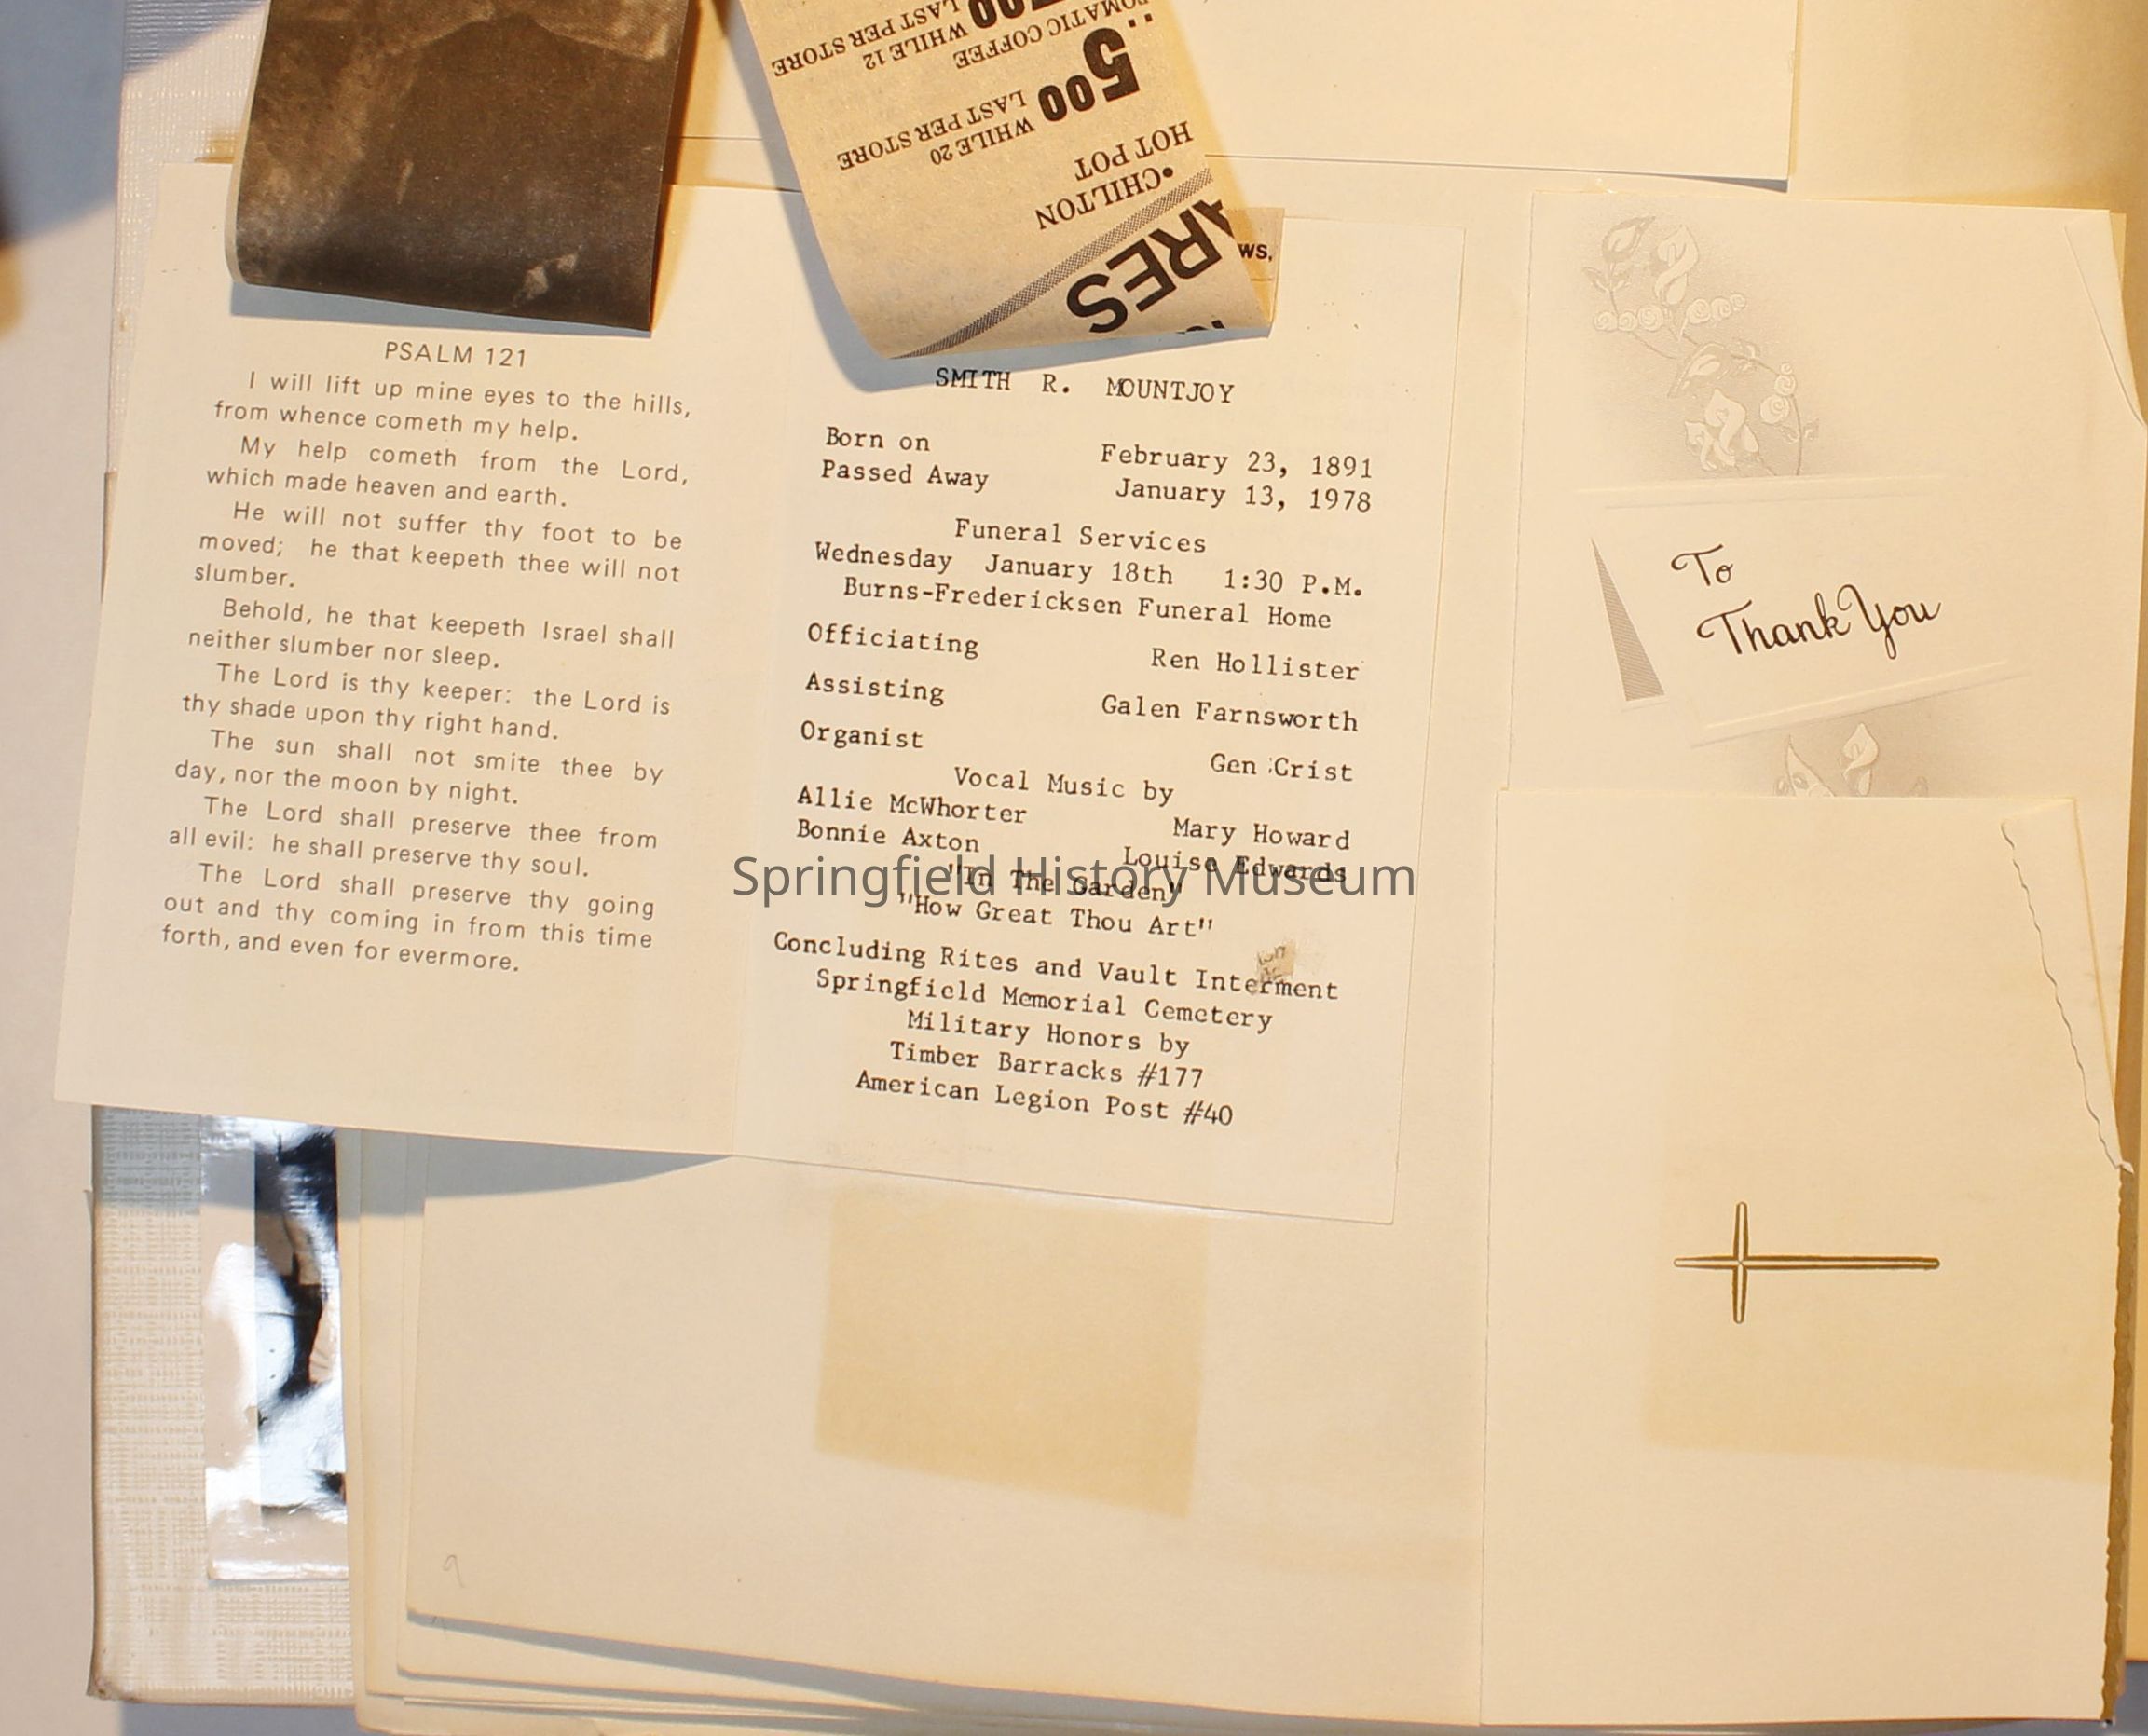 LAST PER STORE
WHILE 12
OMATIC COFFEE
5.00
WHILE 20
LAST PER STORE
•CHILTON
HOT POT
ARES
WS,
PSALM 121
I will lift up mine eyes to the hills,
from whence cometh my help.
My help cometh from the Lord,
which made heaven and earth.
He will not suffer thy foot to be
moved; he that keepeth thee will not
slumber.
Behold, he that keepeth Israel shall
neither slumber nor sleep.
The Lord is thy keeper: the Lord is
thy shade upon thy right hand.
The sun shall not smite thee by
day, nor the moon by night.
The Lord shall preserve thee from
all evil: he shall preserve thy soul.
The Lord shall preserve thy going
out and thy coming in from this time
forth, and even for evermore.
SMITH R. MOUNTJOY
Born on February 23, 1891
Passed Away January 13, 1978
Funeral Services
Wednesday January 18th 1:30 P.M.
Burns-Fredericksen Funeral Home
Officiating Ren Hollister
Assisting Galen Farnsworth
Organist Gen Crist
Vocal Music by
Allie McWhorter Mary Howard
Bonnie Axton Louise Edwards
"In The Garden"
"How Great Thou Art"
Concluding Rites and Vault Interment
Springfield Memorial Cemetery
Military Honors by
Timber Barracks #177
American Legion Post #40
To
Thank You
Springfield History Museum
9